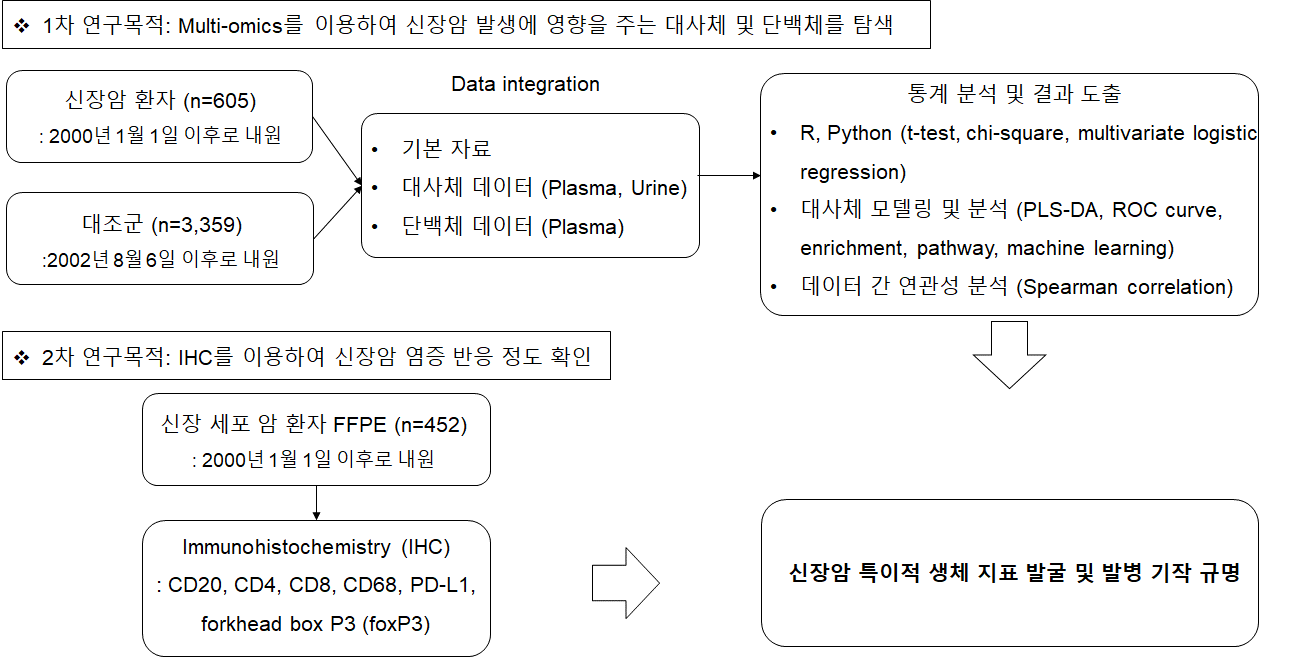 ❖ 1차 연구목적: Multi-omics를 이용하여 신장암 발생에 영향을 주는 대사체 및 단백체를 탐색
신장암 환자 (n=605)
: 2000년 1월 1일 이후로 내원
대조군 (n=3,359)
:2002년 8월 6일 이후로 내원
Data integration
• 기본 자료
• 대사체 데이터 (Plasma, Urine)
• 단백체 데이터 (Plasma)
통계 분석 및 결과 도출
• R, Python (t-test, chi-square, multivariate logistic
regression)
• 대사체 모델링 및 분석 (PLS-DA, ROC curve,
enrichment, pathway, machine learning)
• 데이터 간 연관성 분석 (Spearman correlation)
❖ 2차 연구목적: IHC를 이용하여 신장암 염증 반응 정도 확인
신장 세포 암 환자 FFPE (n=452)
: 2000년 1월 1일 이후로 내원
Immunohistochemistry (IHC)
: CD20, CD4, CD8, CD68, PD-L1,
forkhead box P3 (foxP3)
신장암 특이적 생체 지표 발굴 및 발병 기작 규명